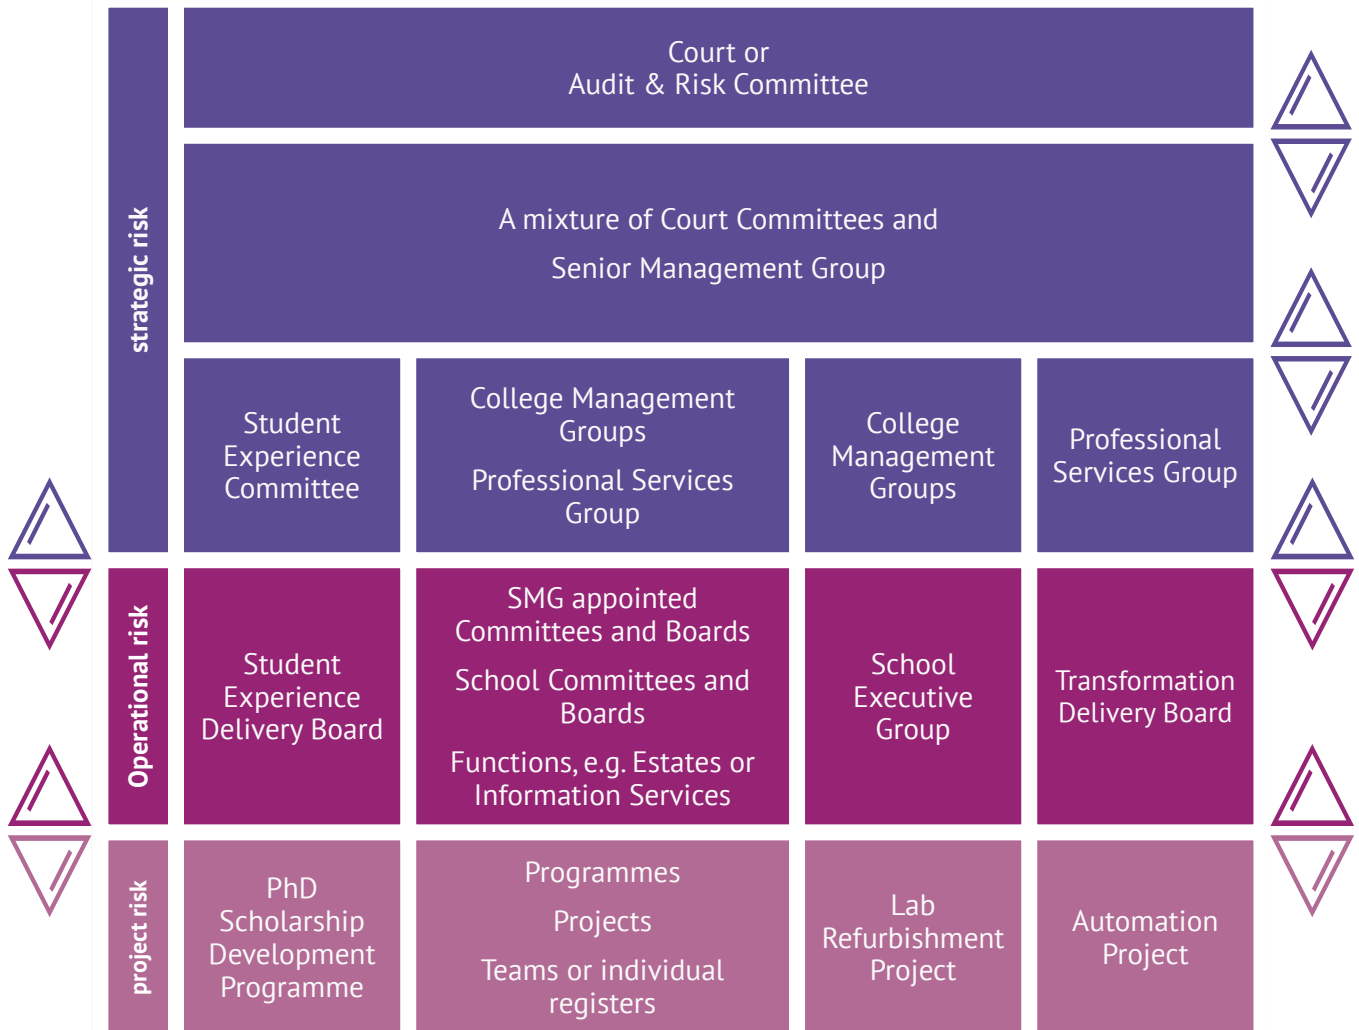 strategic risk
Court or
Audit & Risk Committee
A mixture of Court Committees and
Senior Management Group
Student
Experience
Committee
College Management
Groups
Professional Services
Group
College
Management
Groups
Professional
Services Group
Operational risk
Student
Experience
Delivery Board
SMG appointed
Committees and Boards
School Committees and
Boards
Functions, e.g. Estates or
Information Services
School
Executive
Group
Transformation
Delivery Board
project risk
PhD
Scholarship
Development
Programme
Programmes
Projects
Teams or individual
registers
Lab
Refurbishment
Project
Automation
Project